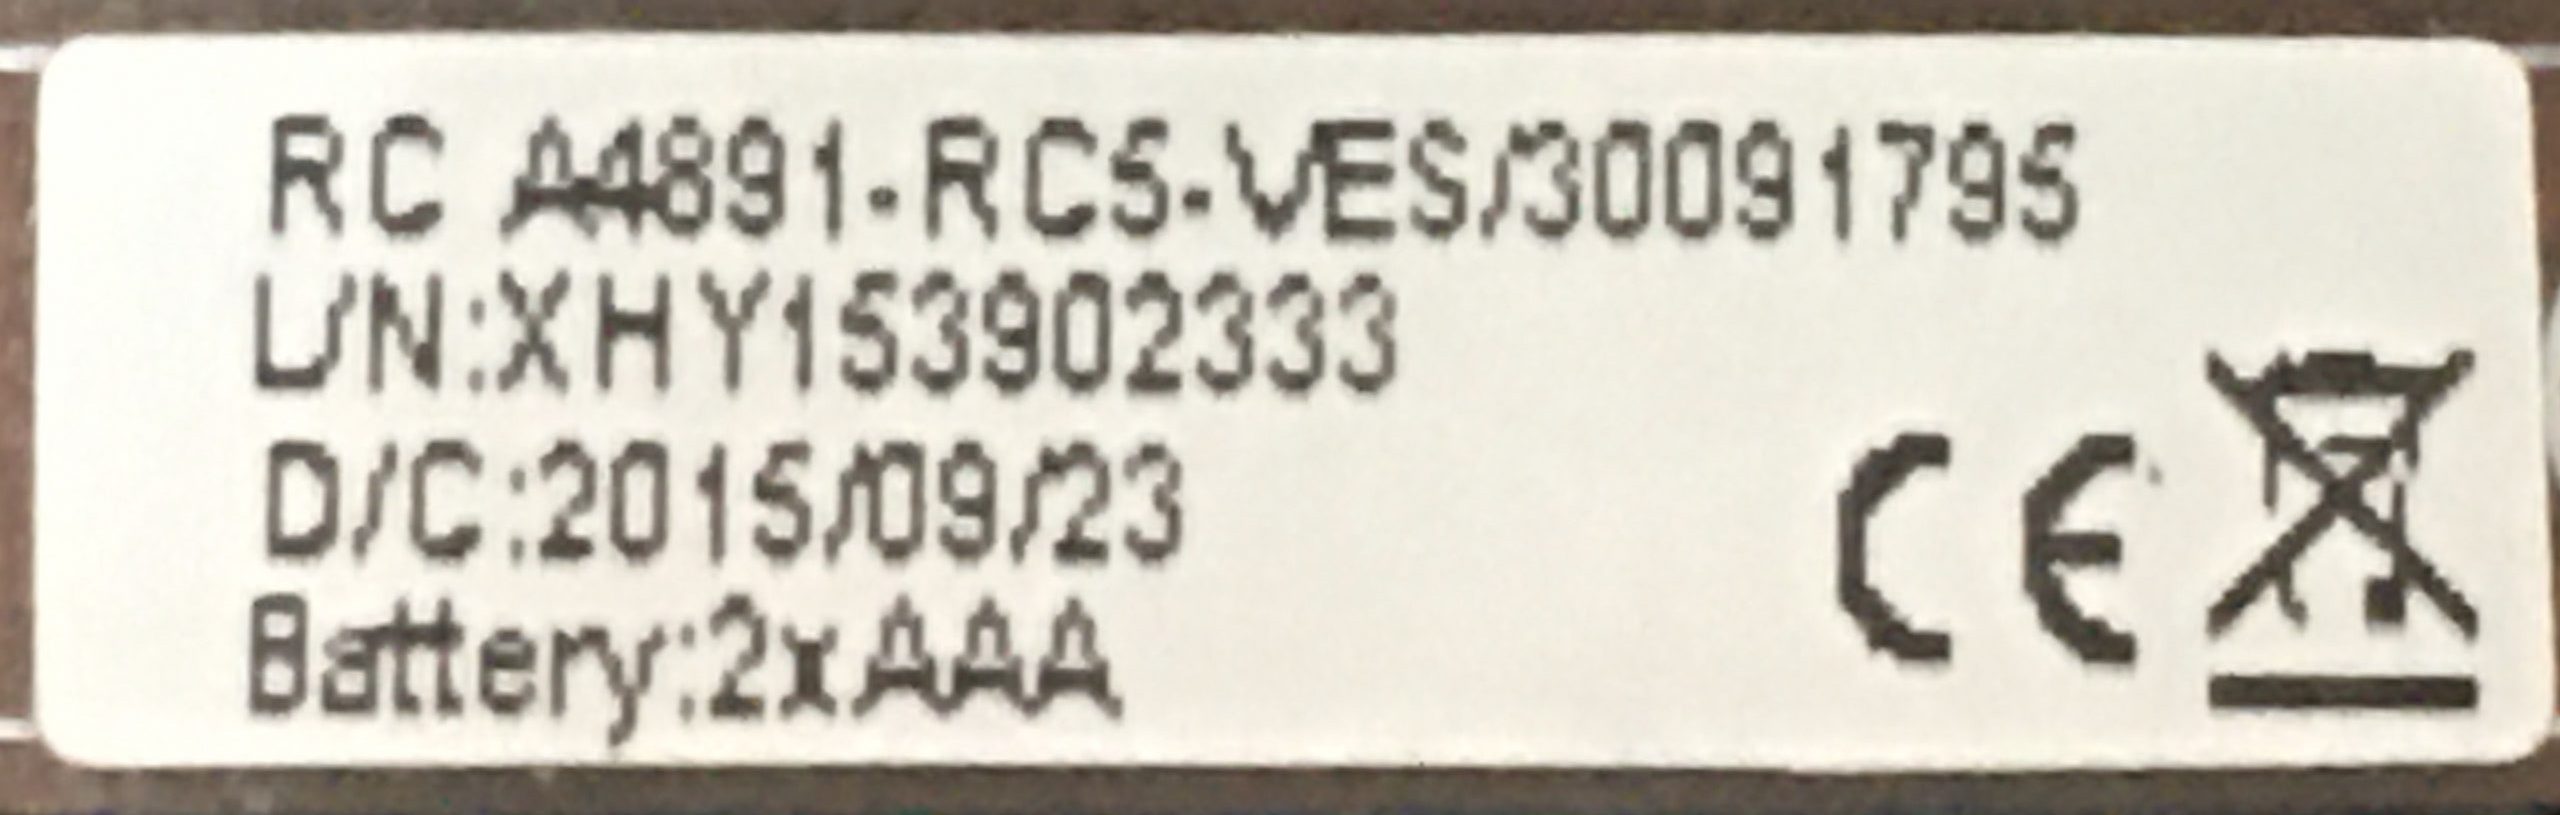 RC A4891-RC5-VES/30091795
L/N:XHY153902333
D/C:2015/09/23
Battery:2xAAA
CE